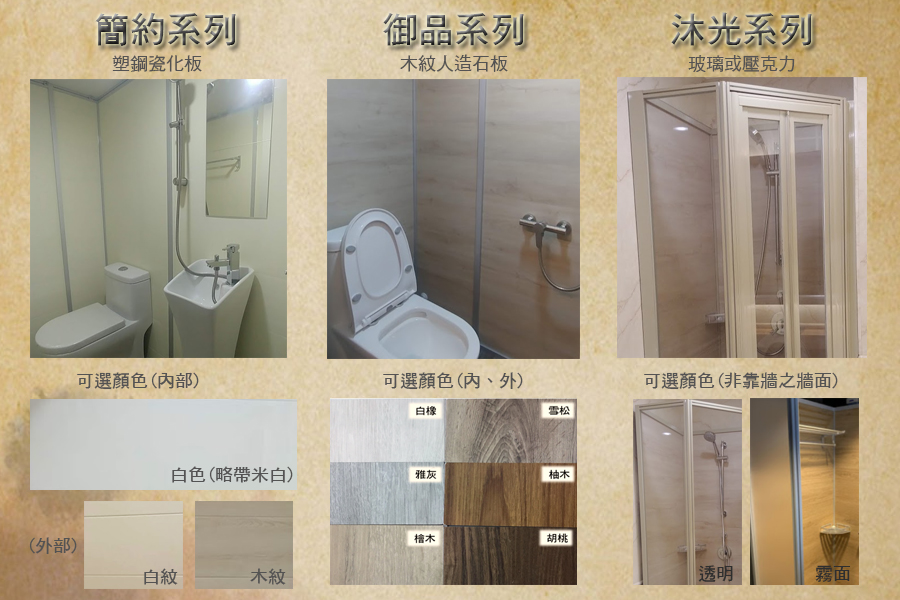 簡約系列
塑鋼瓷化板
御品系列
木紋人造石板
沐光系列
玻璃或壓克力
可選顏色(內部)
白色(略帶米白)
(外部)
白紋
木紋
可選顏色(內、外)
白橡
雪松
雅灰
柚木
檜木
胡桃
可選顏色(非靠牆之牆面)
透明
霧面